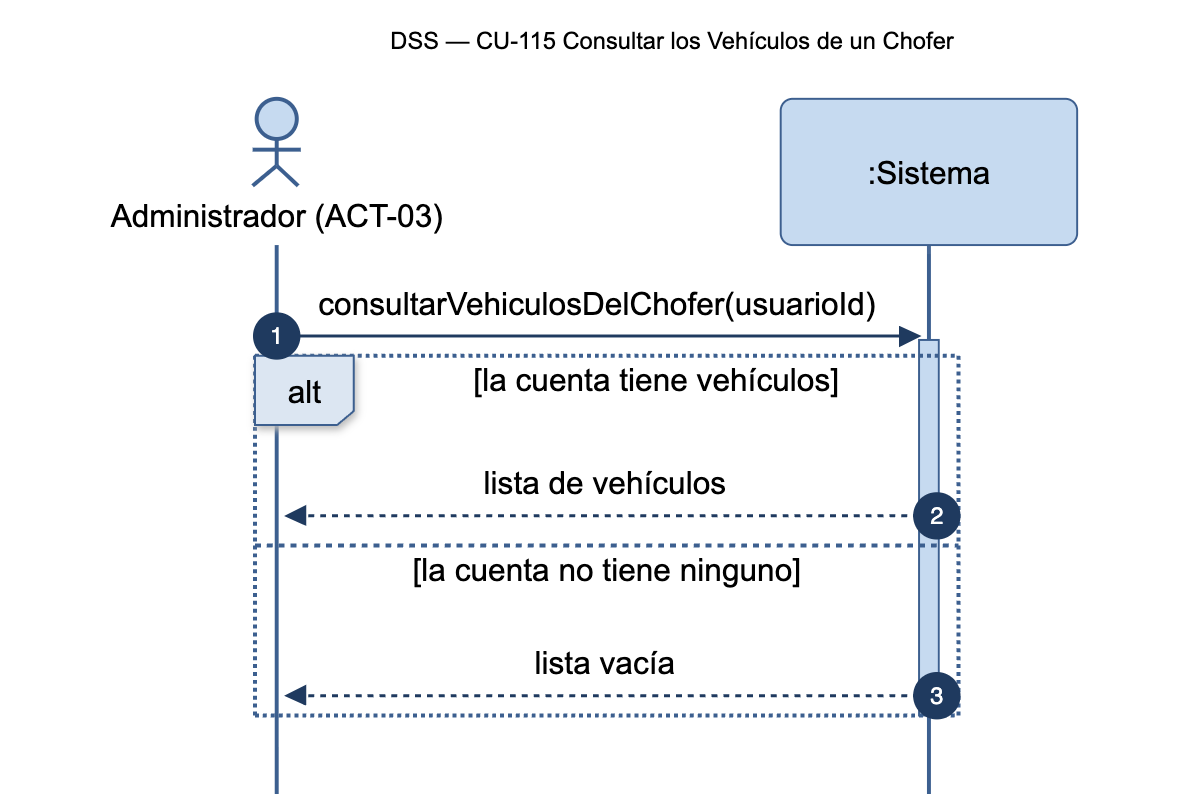 DSS — CU-115 Consultar los Vehículos de un Chofer
:Sistema
Administrador (ACT-03)
consultarVehiculosDelChofer(usuarioId)
1
alt
[la cuenta tiene vehículos]
lista de vehículos
2
[la cuenta no tiene ninguno]
lista vacía
3